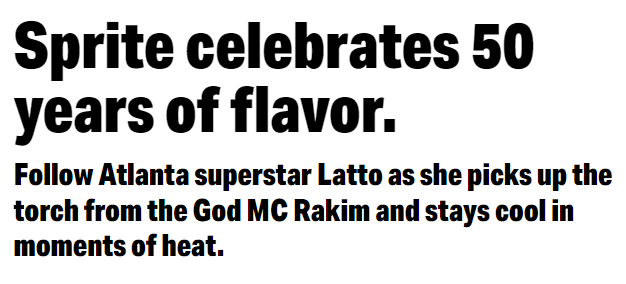 Sprite celebrates 50
years of flavor.
Follow Atlanta superstar Latto as she picks up the
torch from the God MC Rakim and stays cool in
moments of heat.